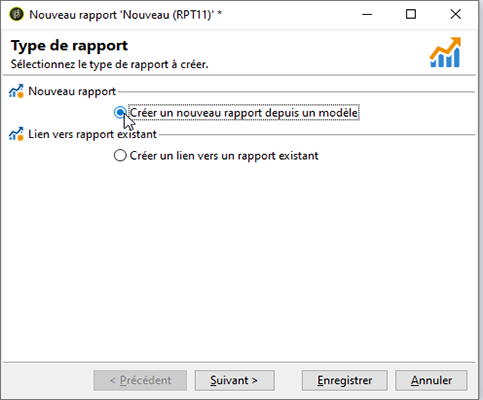 Nouveau rapport 'Nouveau (RPT11)' *
Type de rapport
Sélectionnez le type de rapport à créer.
Nouveau rapport
Créer un nouveau rapport depuis un modèle
Lien vers rapport existant
Créer un lien vers un rapport existant
< Précédent
Suivant >
Enregistrer
Annuler